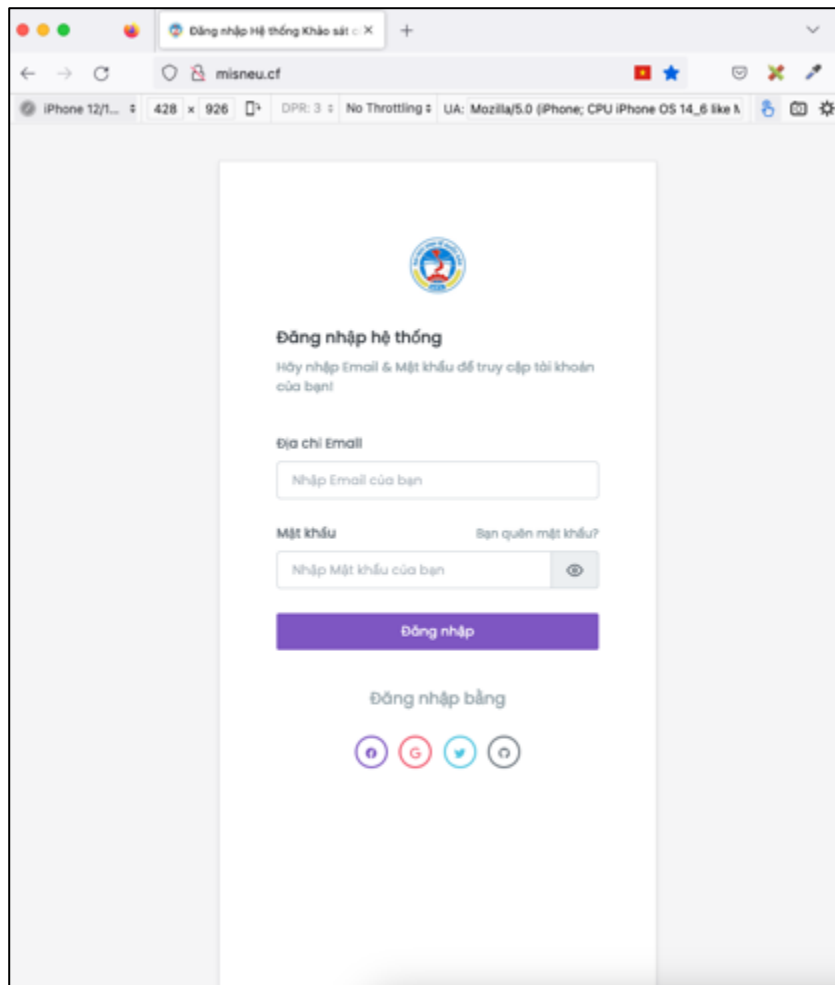 Đăng nhập Hệ thống Khảo sát c
misneu.cf
iPhone 12/1... 428 × 926 DPR: 3 No Throttling UA: Mozilla/5.0 (iPhone; CPU iPhone OS 14_6 like M
Đăng nhập hệ thống
Hãy nhập Email & Mật khẩu để truy cập tài khoản
của bạn!
Địa chỉ Email
Nhập Email của bạn
Mật khẩu Bạn quên mật khẩu?
Nhập Mật khẩu của bạn
Đăng nhập
Đăng nhập bằng